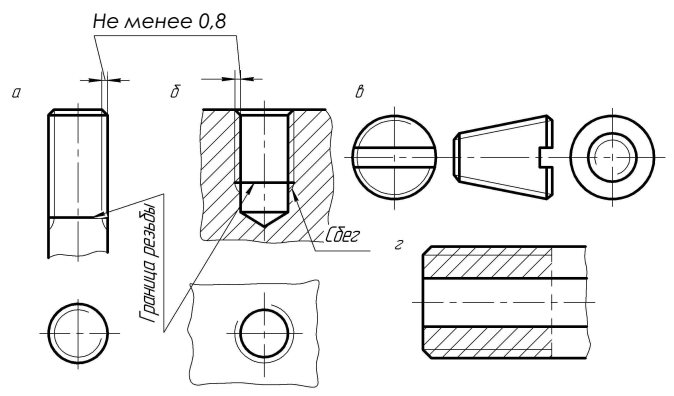 Не менее 0,8
а
б
в
Граница резьбы
Сбег
г